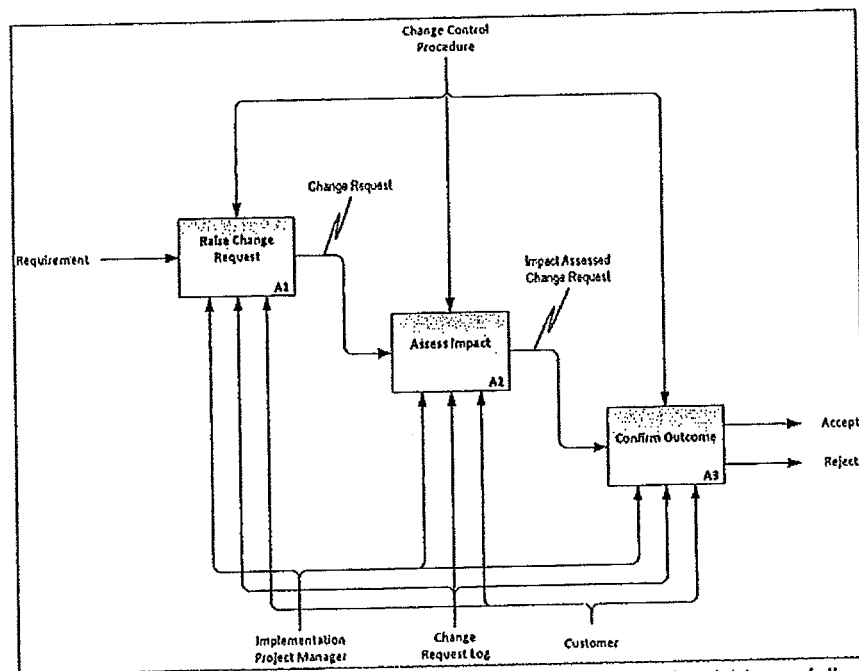 Change Control
Procedure
Change Request
Raise Change
Request
A1
Requirement
Impact Assessed
Change Request
Assess Impact
A2
Confirm Outcome
A3
Accept
Reject
Implementation
Project Manager
Change
Request Log
Customer